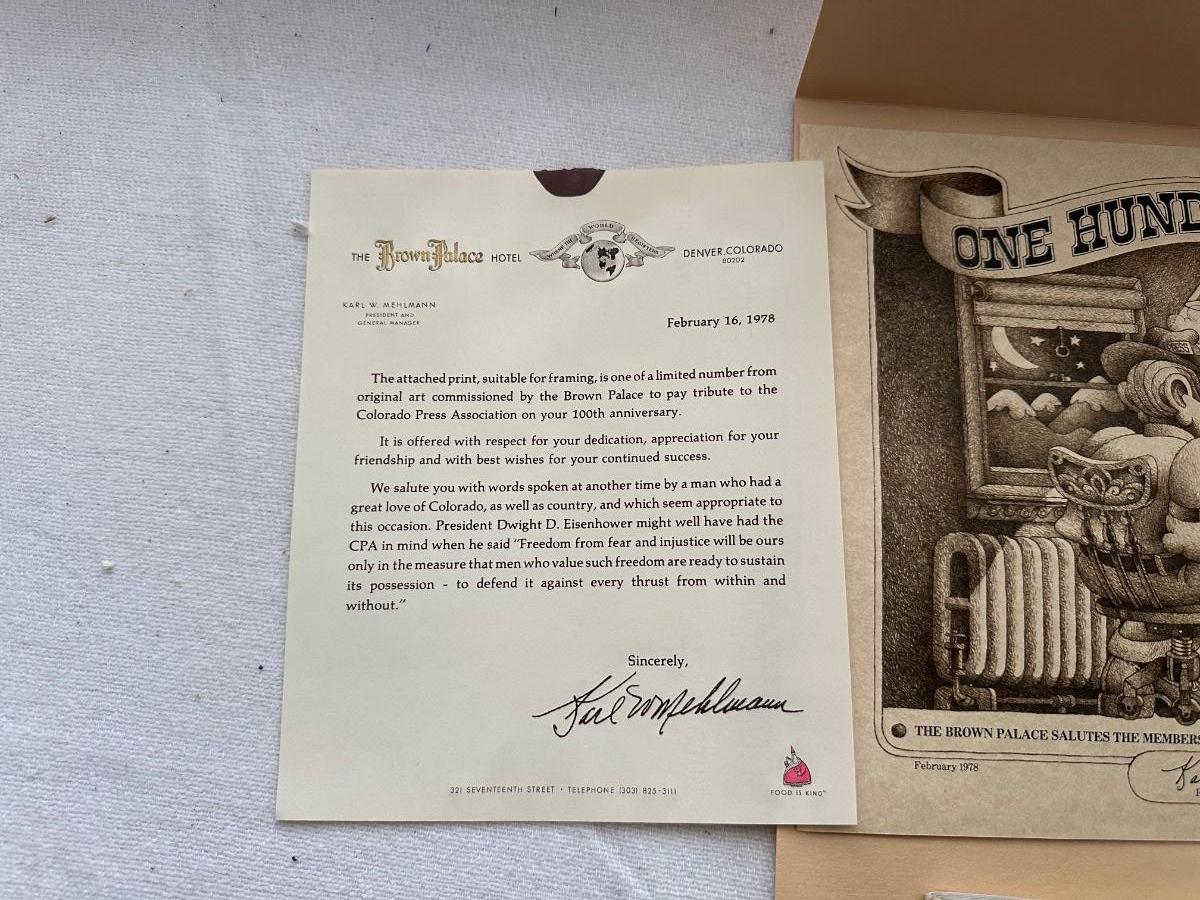 THE Brown Palace HOTEL
WHERE THE WORLD REGISTERS
DENVER, COLORADO
80202
KARL W. MEHLMANN
PRESIDENT AND
GENERAL MANAGER
February 16, 1978
The attached print, suitable for framing, is one of a limited number from
original art commissioned by the Brown Palace to pay tribute to the
Colorado Press Association on your 100th anniversary.
It is offered with respect for your dedication, appreciation for your
friendship and with best wishes for your continued success.
We salute you with words spoken at another time by a man who had a
great love of Colorado, as well as country, and which seem appropriate to
this occasion. President Dwight D. Eisenhower might well have had the
CPA in mind when he said "Freedom from fear and injustice will be ours
only in the measure that men who value such freedom are ready to sustain
its possession - to defend it against every thrust from within and
without."
Sincerely,
Karl W Mehlmann
FOOD IS KING™
321 SEVENTEENTH STREET • TELEPHONE (303) 825-3111
ONE HUND
PRESS
THE BROWN PALACE SALUTES THE MEMBERS
February 1978
Ka